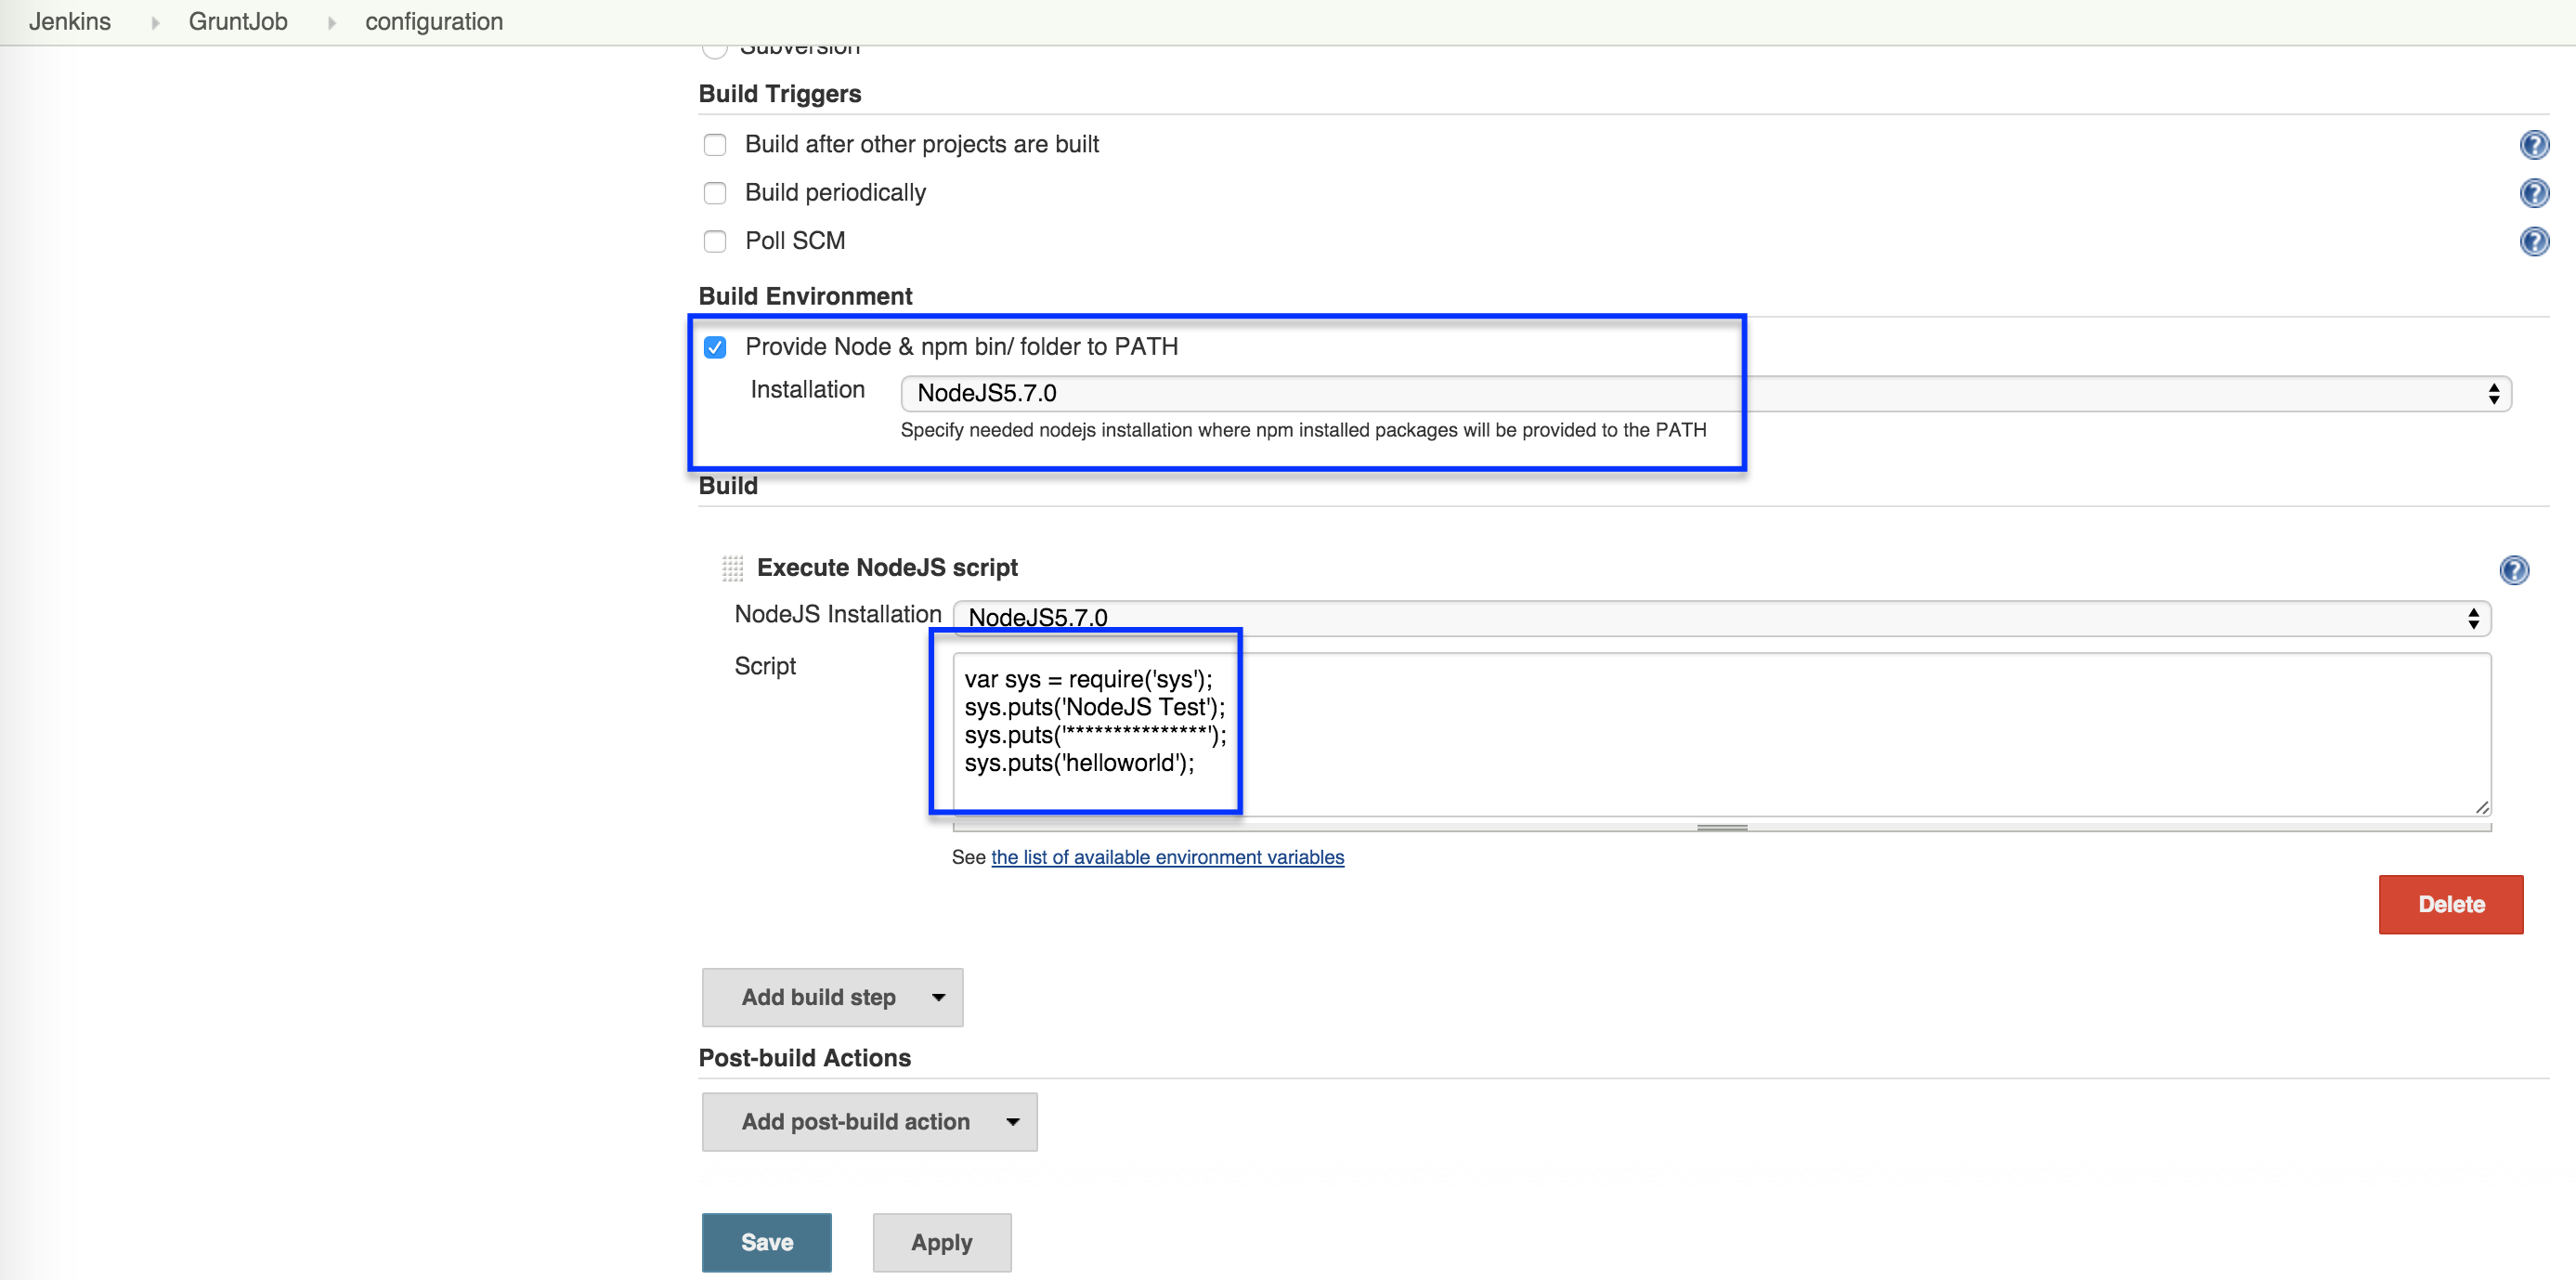 Jenkins GruntJob configuration
Subversion
Build Triggers
Build after other projects are built
Build periodically
Poll SCM
Build Environment
Provide Node & npm bin/ folder to PATH
Installation NodeJS5.7.0
Specify needed nodejs installation where npm installed packages will be provided to the PATH
Build
Execute NodeJS script
NodeJS Installation NodeJS5.7.0
Script
var sys = require('sys');
sys.puts('NodeJS Test');
sys.puts('***************');
sys.puts('helloworld');
See the list of available environment variables
Delete
Add build step
Post-build Actions
Add post-build action
Save Apply